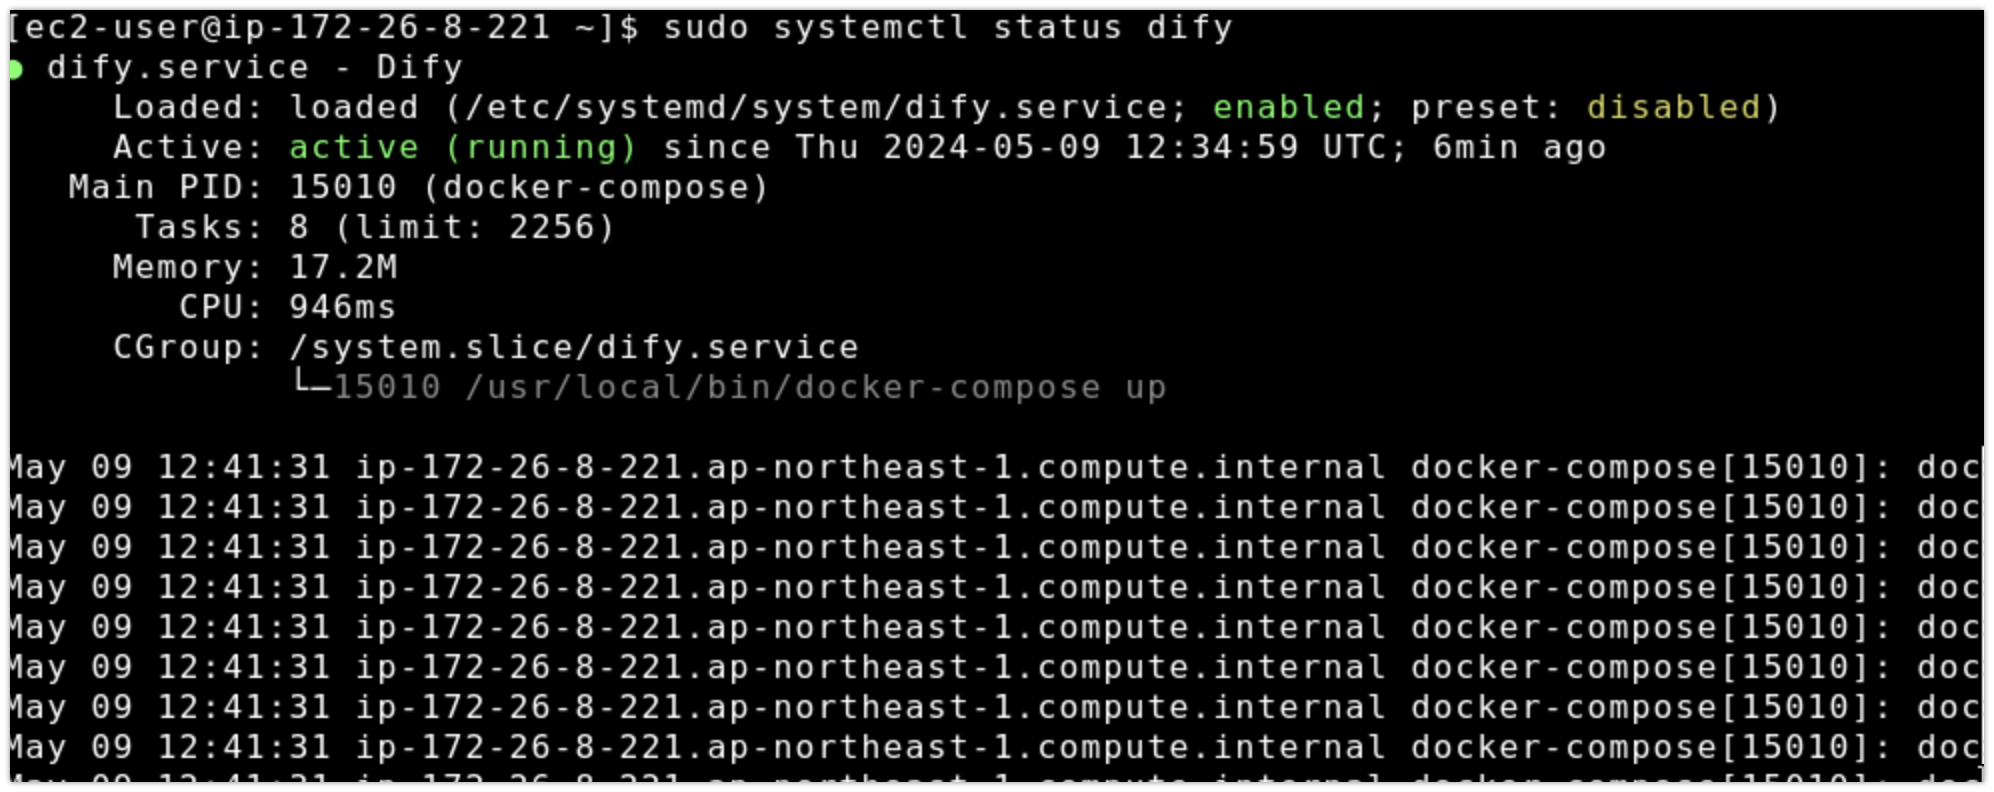 [ec2-user@ip-172-26-8-221 ~]$ sudo systemctl status dify
● dify.service - Dify
Loaded: loaded (/etc/systemd/system/dify.service; enabled; preset: disabled)
Active: active (running) since Thu 2024-05-09 12:34:59 UTC; 6min ago
Main PID: 15010 (docker-compose)
Tasks: 8 (limit: 2256)
Memory: 17.2M
CPU: 946ms
CGroup: /system.slice/dify.service
└─15010 /usr/local/bin/docker-compose up
May 09 12:41:31 ip-172-26-8-221.ap-northeast-1.compute.internal docker-compose[15010]: doc
May 09 12:41:31 ip-172-26-8-221.ap-northeast-1.compute.internal docker-compose[15010]: doc
May 09 12:41:31 ip-172-26-8-221.ap-northeast-1.compute.internal docker-compose[15010]: doc
May 09 12:41:31 ip-172-26-8-221.ap-northeast-1.compute.internal docker-compose[15010]: doc
May 09 12:41:31 ip-172-26-8-221.ap-northeast-1.compute.internal docker-compose[15010]: doc
May 09 12:41:31 ip-172-26-8-221.ap-northeast-1.compute.internal docker-compose[15010]: doc
May 09 12:41:31 ip-172-26-8-221.ap-northeast-1.compute.internal docker-compose[15010]: doc
May 09 12:41:31 ip-172-26-8-221.ap-northeast-1.compute.internal docker-compose[15010]: doc